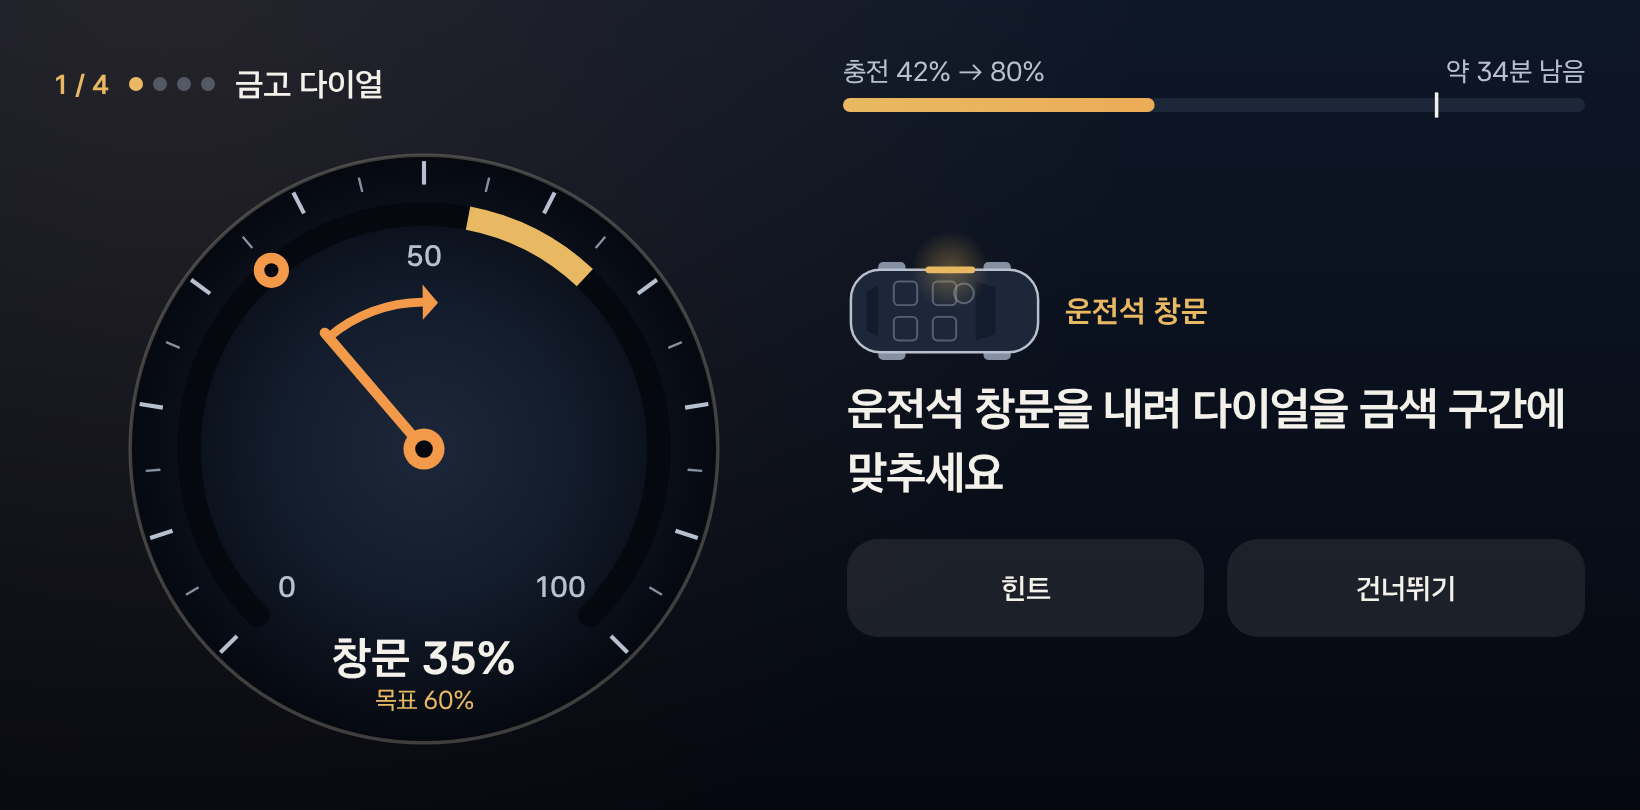 1 / 4 금고 다이얼
충전 42% → 80%
약 34분 남음
50
0
100
창문 35%
목표 60%
운전석 창문
운전석 창문을 내려 다이얼을 금색 구간에
맞추세요
힌트
건너뛰기